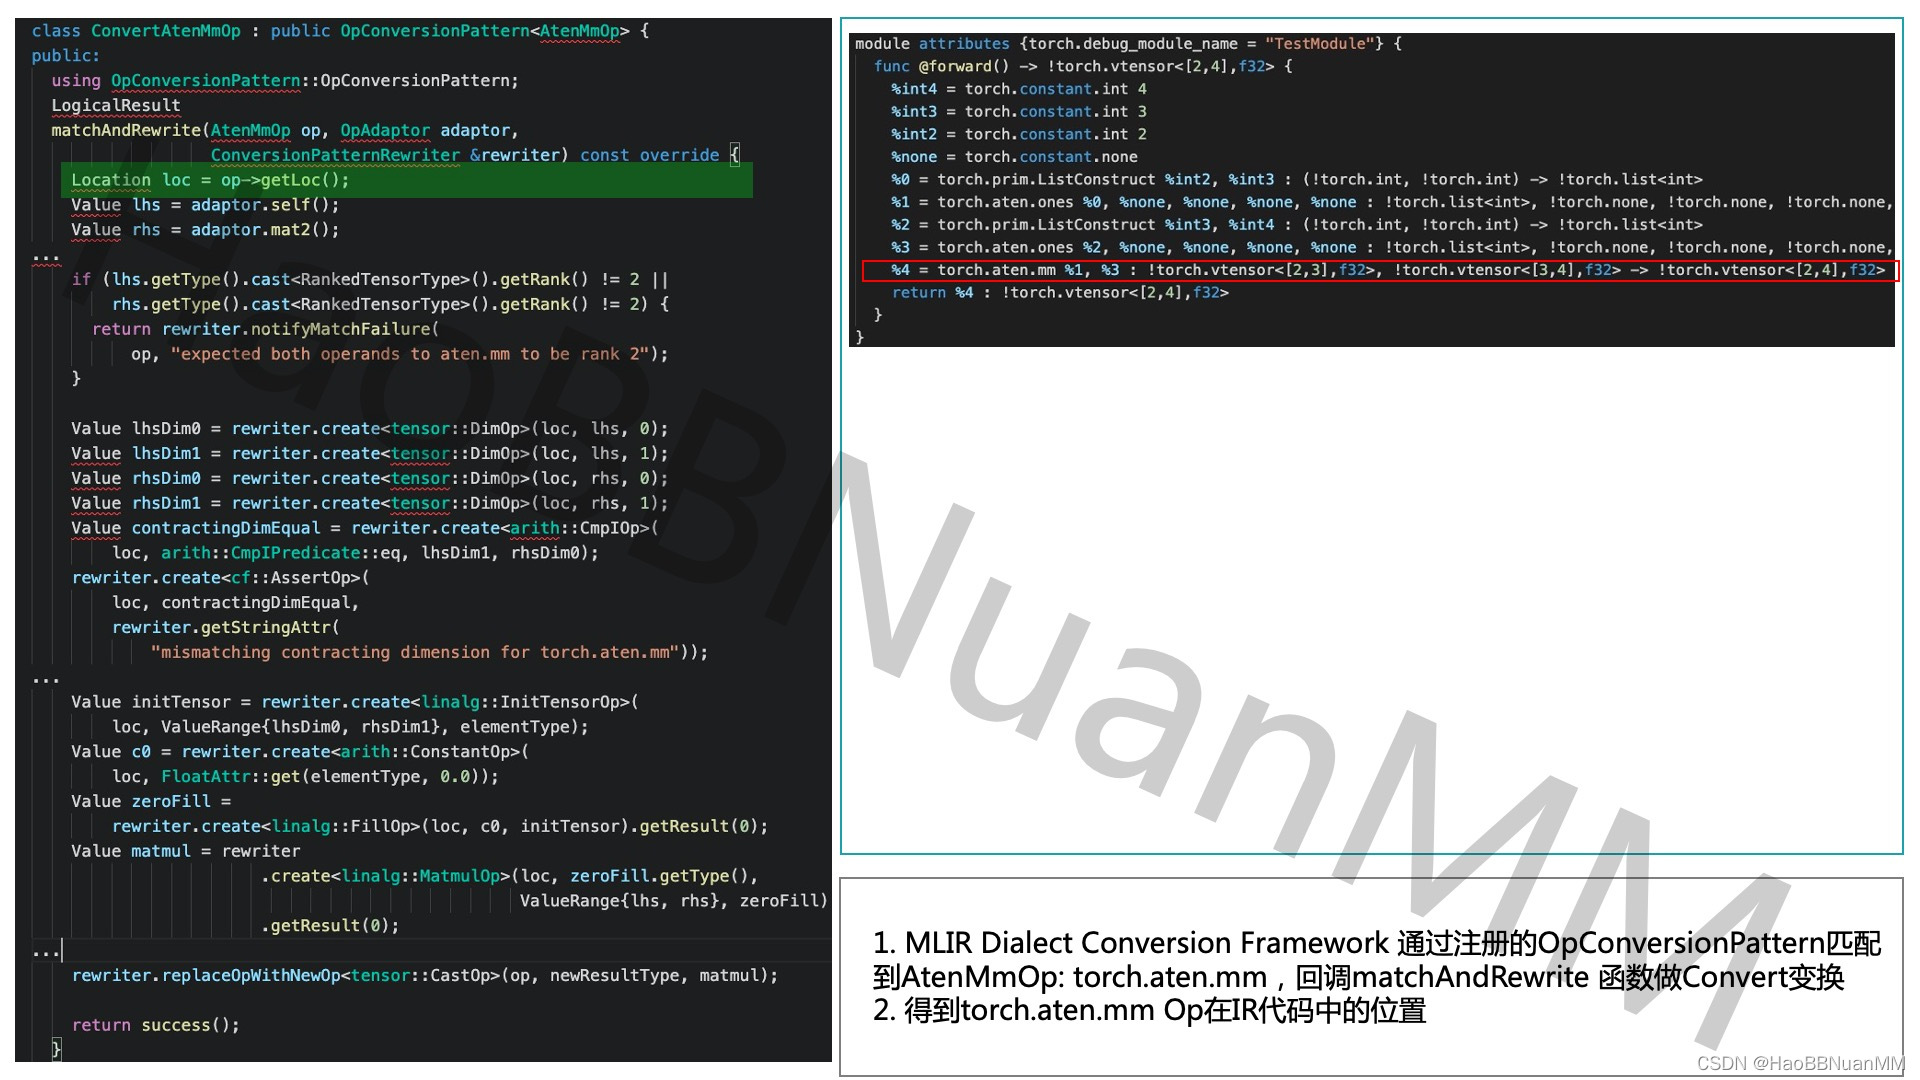 class ConvertAtenMmOp : public OpConversionPattern<AtenMmOp> {
public:
using OpConversionPattern::OpConversionPattern;
LogicalResult
matchAndRewrite(AtenMmOp op, OpAdaptor adaptor,
ConversionPatternRewriter &rewriter) const override {
Location loc = op->getLoc();
Value lhs = adaptor.self();
Value rhs = adaptor.mat2();
...
if (lhs.getType().cast<RankedTensorType>().getRank() != 2 ||
rhs.getType().cast<RankedTensorType>().getRank() != 2) {
return rewriter.notifyMatchFailure(
op, "expected both operands to aten.mm to be rank 2");
}
Value lhsDim0 = rewriter.create<tensor::DimOp>(loc, lhs, 0);
Value lhsDim1 = rewriter.create<tensor::DimOp>(loc, lhs, 1);
Value rhsDim0 = rewriter.create<tensor::DimOp>(loc, rhs, 0);
Value rhsDim1 = rewriter.create<tensor::DimOp>(loc, rhs, 1);
Value contractingDimEqual = rewriter.create<arith::CmpIOp>(
loc, arith::CmpIPredicate::eq, lhsDim1, rhsDim0);
rewriter.create<cf::AssertOp>(
loc, contractingDimEqual,
rewriter.getStringAttr(
"mismatching contracting dimension for torch.aten.mm"));
...
Value initTensor = rewriter.create<linalg::InitTensorOp>(
loc, ValueRange{lhsDim0, rhsDim1}, elementType);
Value c0 = rewriter.create<arith::ConstantOp>(
loc, FloatAttr::get(elementType, 0.0));
Value zeroFill =
rewriter.create<linalg::FillOp>(loc, c0, initTensor).getResult(0);
Value matmul = rewriter
.create<linalg::MatmulOp>(loc, zeroFill.getType(),
ValueRange{lhs, rhs}, zeroFill)
.getResult(0);
...
rewriter.replaceOpWithNewOp<tensor::CastOp>(op, newResultType, matmul);
return success();
}
module attributes {torch.debug_module_name = "TestModule"} {
func @forward() -> !torch.vtensor<[2,4],f32> {
%int4 = torch.constant.int 4
%int3 = torch.constant.int 3
%int2 = torch.constant.int 2
%none = torch.constant.none
%0 = torch.prim.ListConstruct %int2, %int3 : (!torch.int, !torch.int) -> !torch.list<int>
%1 = torch.aten.ones %0, %none, %none, %none, %none : !torch.list<int>, !torch.none, !torch.none, !torch.none,
%2 = torch.prim.ListConstruct %int3, %int4 : (!torch.int, !torch.int) -> !torch.list<int>
%3 = torch.aten.ones %2, %none, %none, %none, %none : !torch.list<int>, !torch.none, !torch.none, !torch.none,
%4 = torch.aten.mm %1, %3 : !torch.vtensor<[2,3],f32>, !torch.vtensor<[3,4],f32> -> !torch.vtensor<[2,4],f32>
return %4 : !torch.vtensor<[2,4],f32>
}
}
HaoBBNuanMM
1. MLIR Dialect Conversion Framework 通过注册的OpConversionPattern匹配
到AtenMmOp: torch.aten.mm，回调matchAndRewrite 函数做Convert变换
2. 得到torch.aten.mm Op在IR代码中的位置
CSDN @HaoBBNuanMM